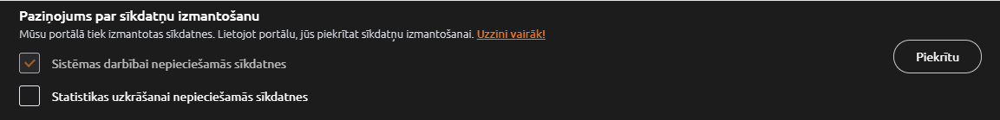 Paziņojums par sīkdatņu izmantošanu
Mūsu portālā tiek izmantotas sīkdatnes. Lietojot portālu, jūs piekrītat sīkdatņu izmantošanai. Uzzini vairāk!
Sistēmas darbībai nepieciešamās sīkdatnes
Piekrītu
Statistikas uzkrāšanai nepieciešamās sīkdatnes